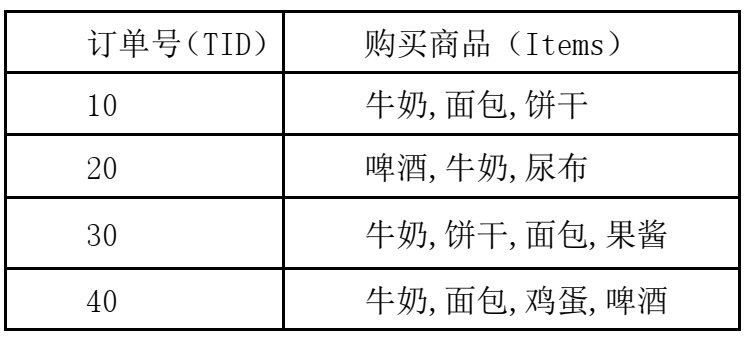 订单号(TID) 购买商品（Items）
10 牛奶,面包,饼干
20 啤酒,牛奶,尿布
30 牛奶,饼干,面包,果酱
40 牛奶,面包,鸡蛋,啤酒